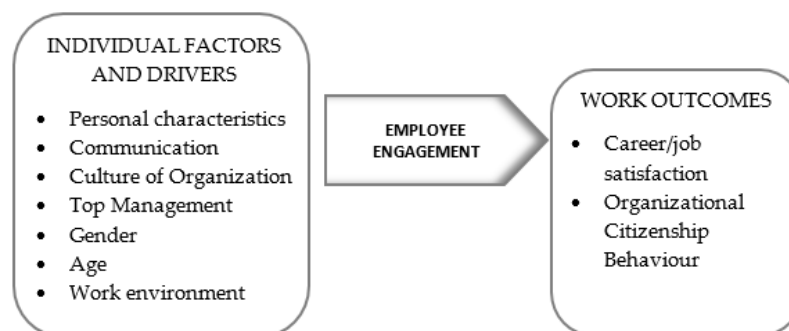 INDIVIDUAL FACTORS
AND DRIVERS
• Personal characteristics
• Communication
• Culture of Organization
• Top Management
• Gender
• Age
• Work environment
EMPLOYEE
ENGAGEMENT
WORK OUTCOMES
• Career/job
satisfaction
• Organizational
Citizenship
Behaviour